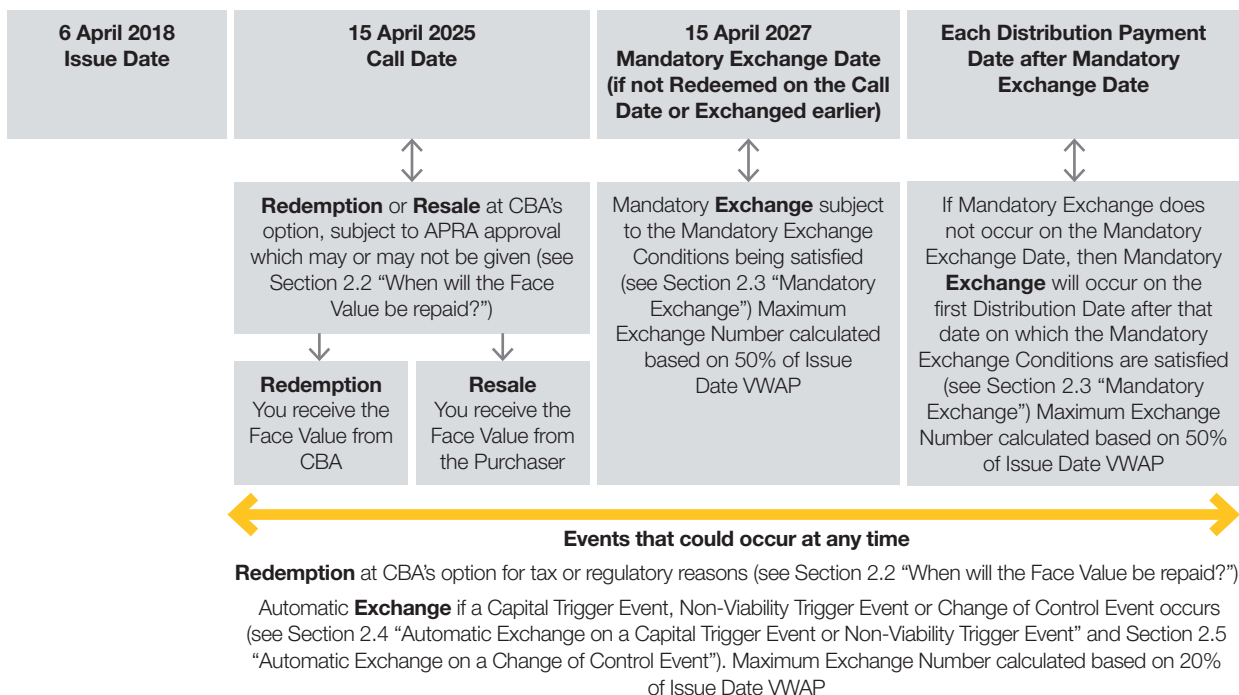 6 April 2018
Issue Date
15 April 2025
Call Date
15 April 2027
Mandatory Exchange Date
(if not Redeemed on the Call
Date or Exchanged earlier)
Each Distribution Payment
Date after Mandatory
Exchange Date
Redemption or Resale at CBA's
option, subject to APRA approval
which may or may not be given (see
Section 2.2 “When will the Face
Value be repaid?”)
Redemption
You receive the
Face Value from
CBA
Resale
You receive the
Face Value from
the Purchaser
Mandatory Exchange subject
to the Mandatory Exchange
Conditions being satisfied
(see Section 2.3 “Mandatory
Exchange”) Maximum
Exchange Number calculated
based on 50% of Issue
Date VWAP
If Mandatory Exchange does
not occur on the Mandatory
Exchange Date, then Mandatory
Exchange will occur on the
first Distribution Date after that
date on which the Mandatory
Exchange Conditions are satisfied
(see Section 2.3 “Mandatory
Exchange”) Maximum Exchange
Number calculated based on 50%
of Issue Date VWAP
Events that could occur at any time
Redemption at CBA's option for tax or regulatory reasons (see Section 2.2 “When will the Face Value be repaid?”)
Automatic Exchange if a Capital Trigger Event, Non-Viability Trigger Event or Change of Control Event occurs
(see Section 2.4 “Automatic Exchange on a Capital Trigger Event or Non-Viability Trigger Event” and Section 2.5
“Automatic Exchange on a Change of Control Event”). Maximum Exchange Number calculated based on 20%
of Issue Date VWAP